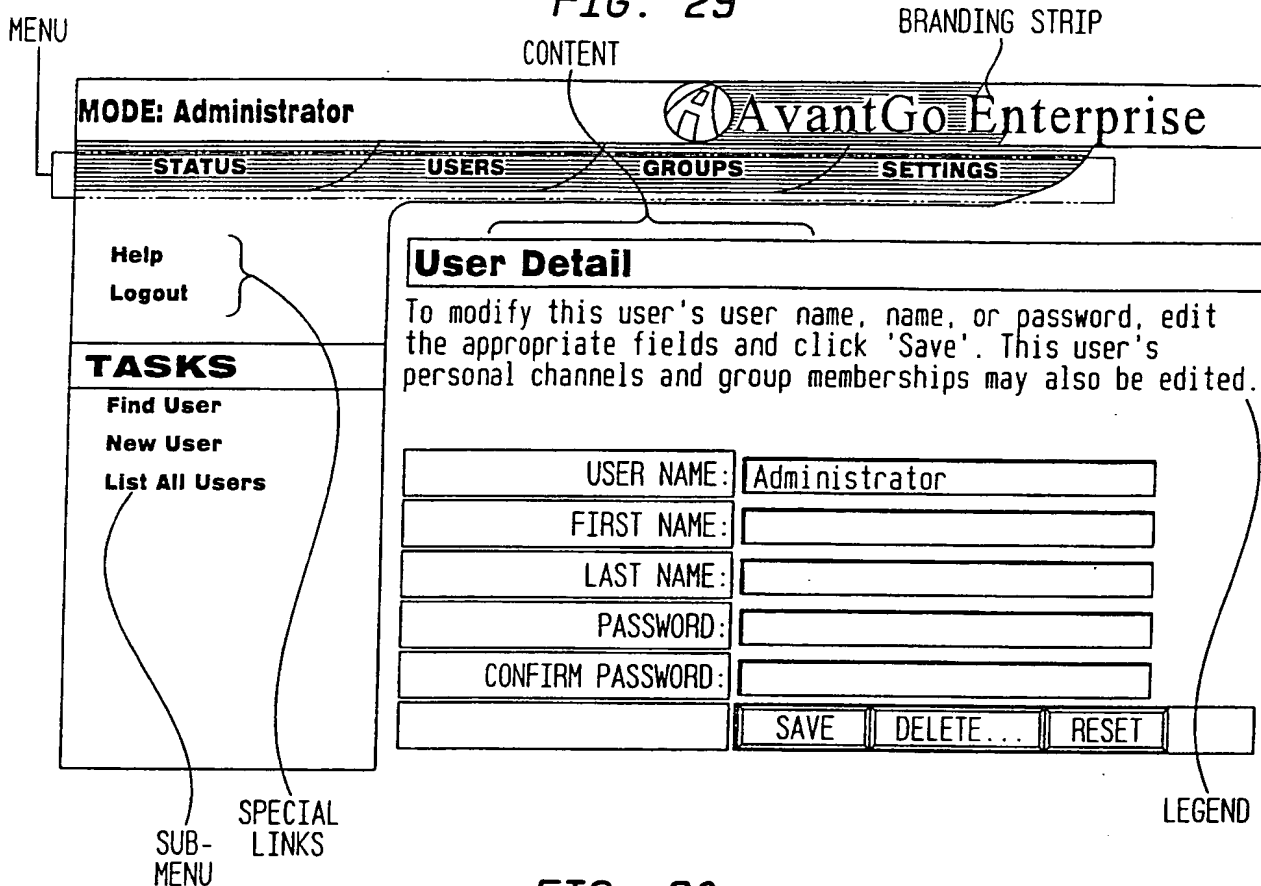 FIG. 29
MENU
CONTENT
BRANDING STRIP
MODE: Administrator
AvantGo Enterprise
STATUS USERS GROUPS SETTINGS
Help
Logout
User Detail
To modify this user's user name, name, or password, edit
the appropriate fields and click 'Save'. This user's
personal channels and group memberships may also be edited.
TASKS
Find User
New User
List All Users
USER NAME: Administrator
FIRST NAME:
LAST NAME:
PASSWORD:
CONFIRM PASSWORD:
SAVE DELETE... RESET
SPECIAL
LINKS
SUB-
MENU
LEGEND